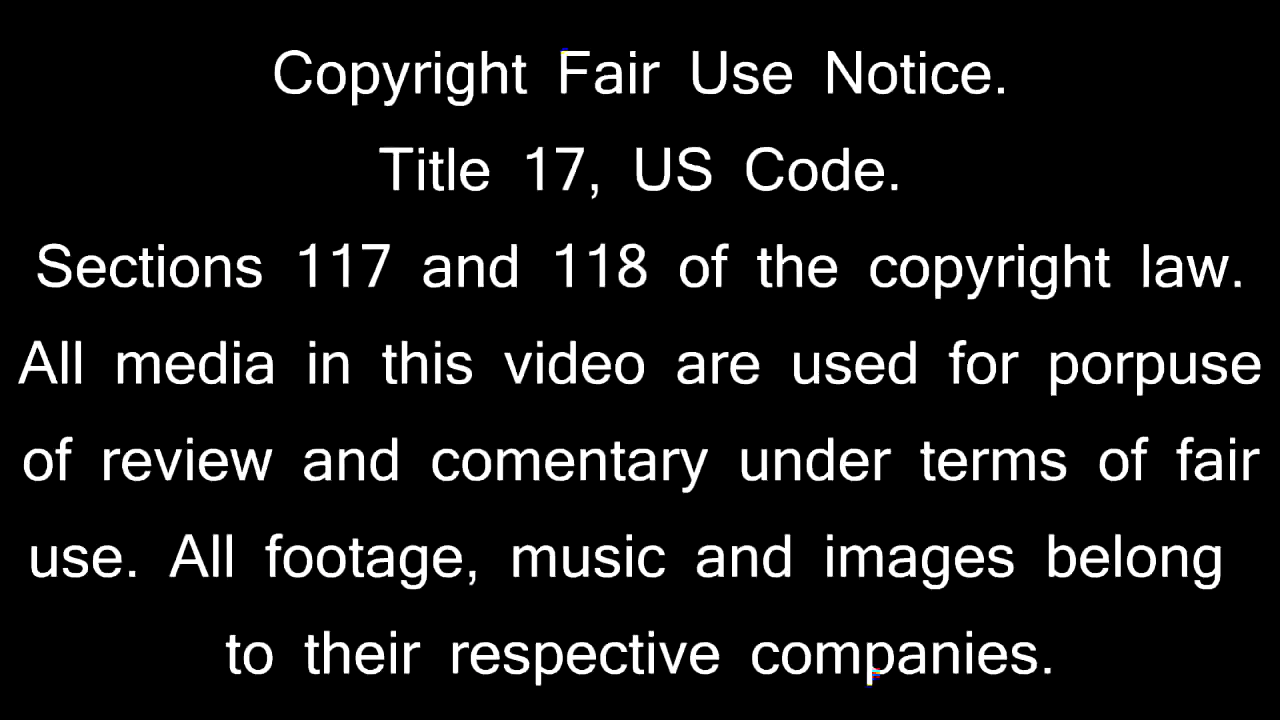 Copyright Fair Use Notice.
Title 17, US Code.
Sections 117 and 118 of the copyright law.
All media in this video are used for porpuse
of review and comentary under terms of fair
use. All footage, music and images belong
to their respective companies.